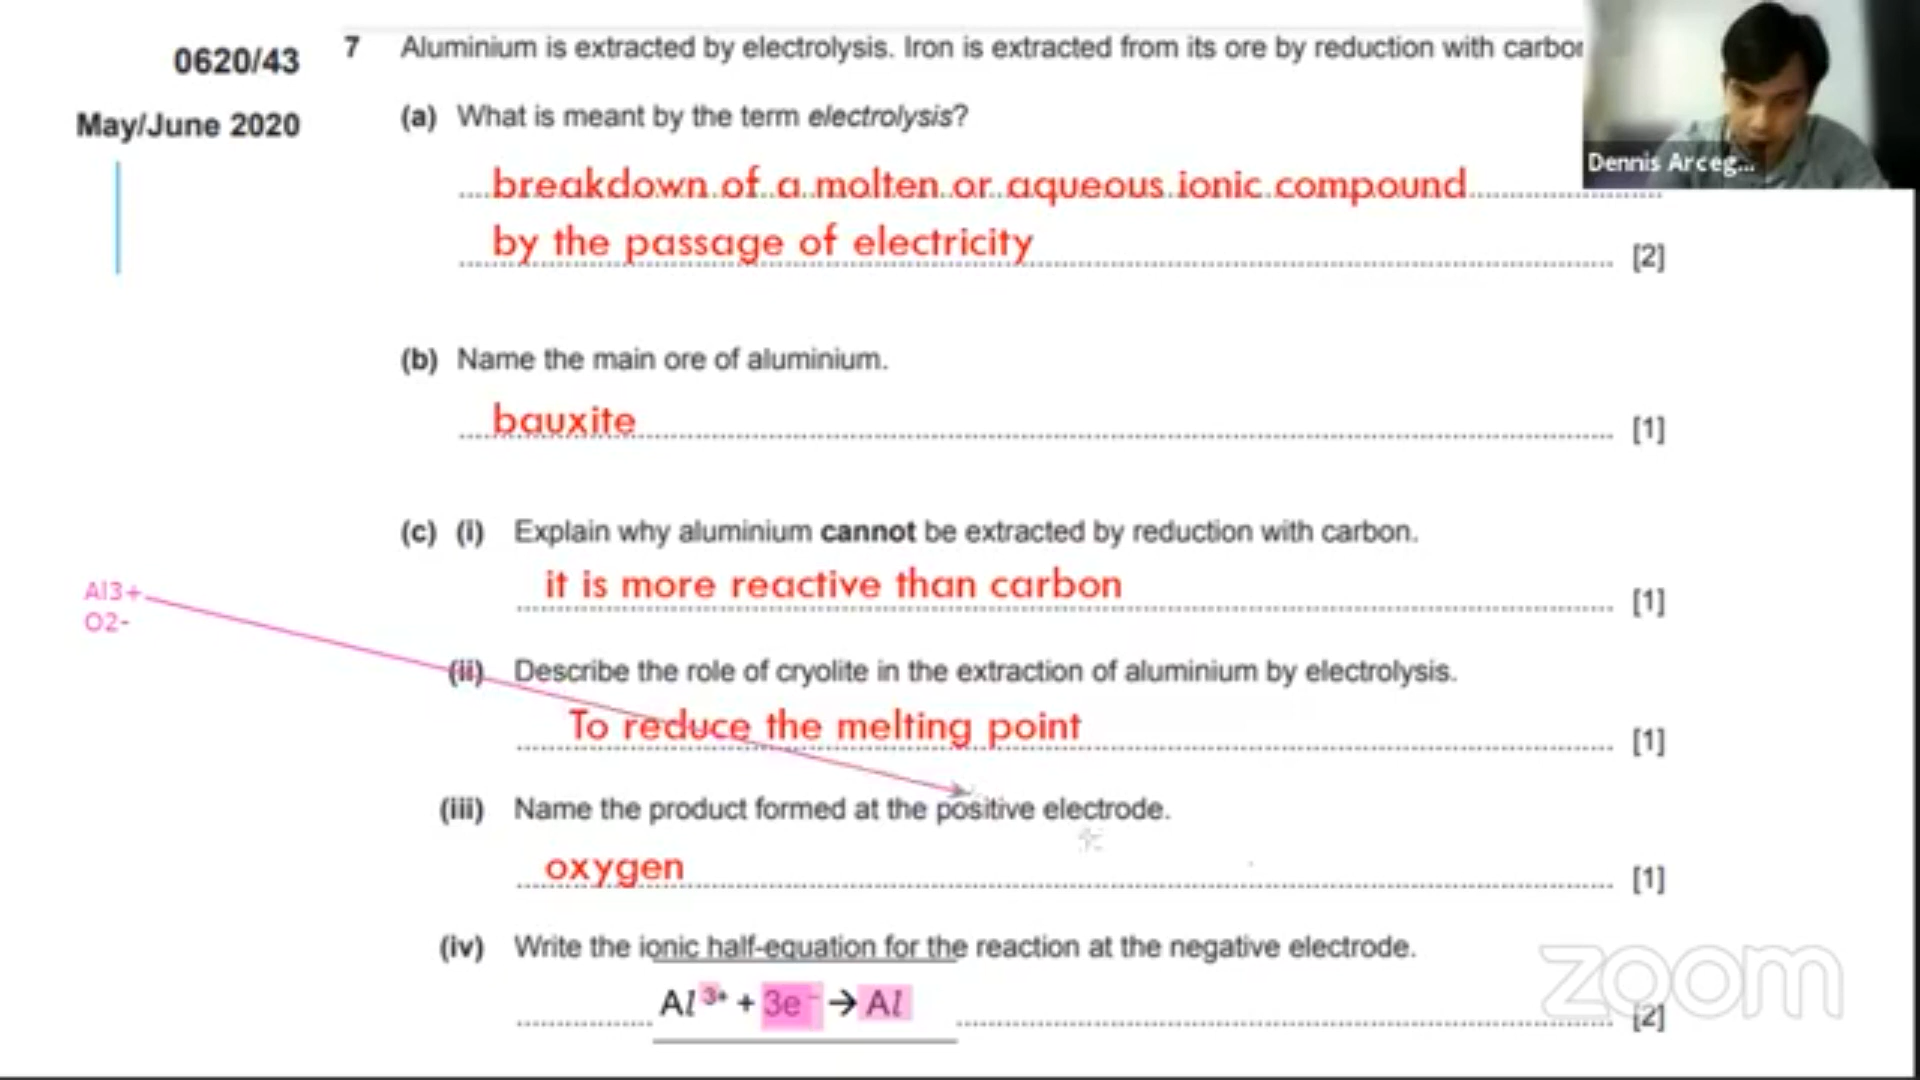 0620/43
May/June 2020
7 Aluminium is extracted by electrolysis. Iron is extracted from its ore by reduction with
Dennis Arceg...
(a) What is meant by the term electrolysis?
breakdown of a molten or aqueous ionic compound
by the passage of electricity [2]
(b) Name the main ore of aluminium.
bauxite [1]
(c) (i) Explain why aluminium cannot be extracted by reduction with carbon.
it is more reactive than carbon [1]
Al3+
O2-
(ii) Describe the role of cryolite in the extraction of aluminium by electrolysis.
To reduce the melting point [1]
(iii) Name the product formed at the positive electrode.
oxygen [1]
(iv) Write the ionic half-equation for the reaction at the negative electrode.
Al³⁺ + 3e⁻ → Al [2]
zoom